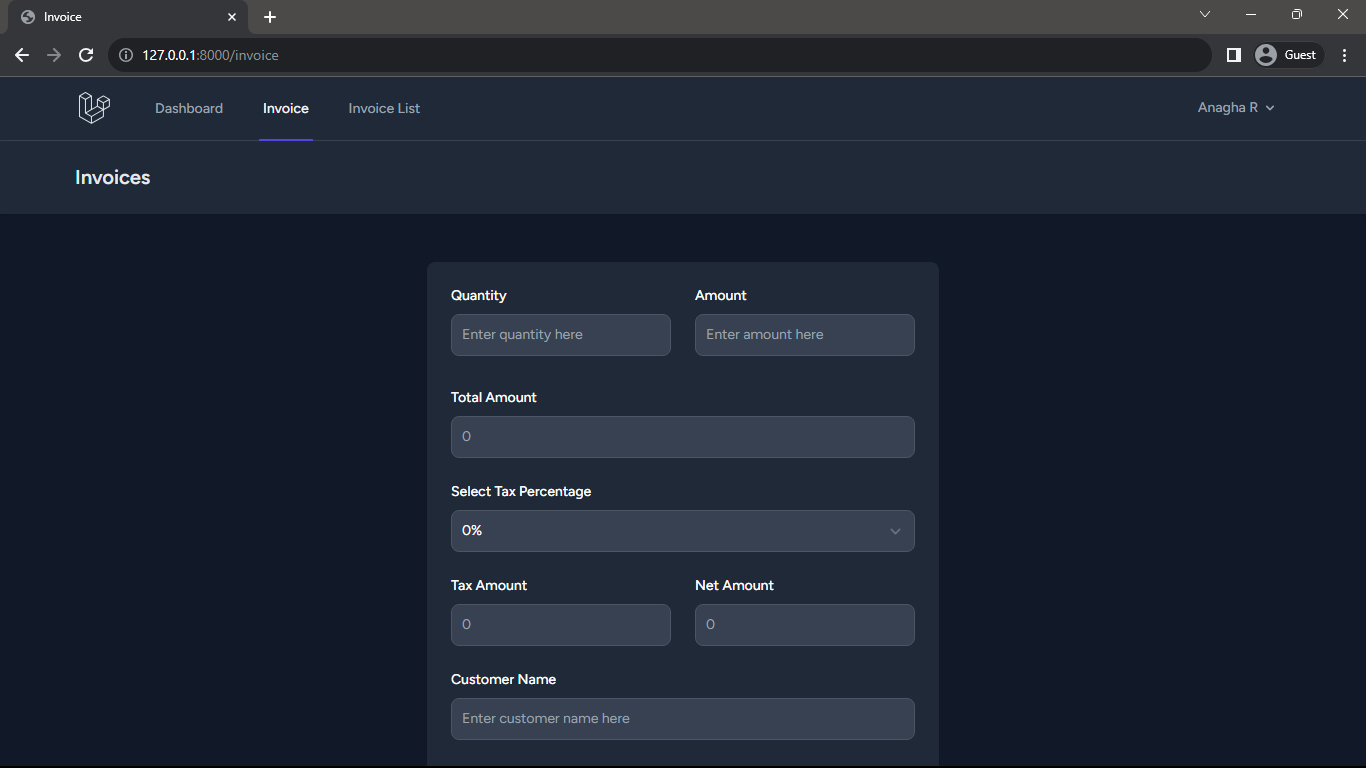 Invoice
127.0.0.1:8000/invoice
Guest
Dashboard Invoice Invoice List Anagha R
Invoices
Quantity Amount
Enter quantity here Enter amount here
Total Amount
0
Select Tax Percentage
0%
Tax Amount Net Amount
0 0
Customer Name
Enter customer name here